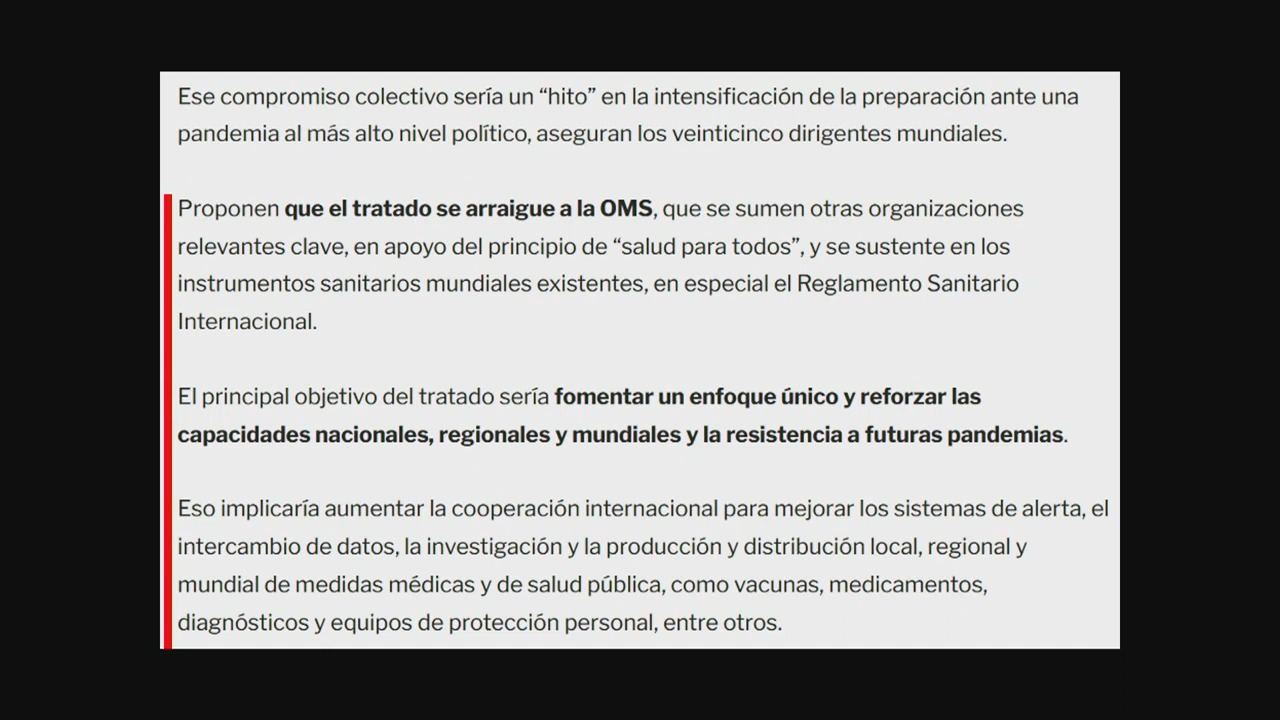 Ese compromiso colectivo sería un “hito” en la intensificación de la preparación ante una
pandemia al más alto nivel político, aseguran los veinticinco dirigentes mundiales.
Proponen que el tratado se arraigue a la OMS, que se sumen otras organizaciones
relevantes clave, en apoyo del principio de “salud para todos”, y se sustente en los
instrumentos sanitarios mundiales existentes, en especial el Reglamento Sanitario
Internacional.
El principal objetivo del tratado sería fomentar un enfoque único y reforzar las
capacidades nacionales, regionales y mundiales y la resistencia a futuras pandemias.
Eso implicaría aumentar la cooperación internacional para mejorar los sistemas de alerta, el
intercambio de datos, la investigación y la producción y distribución local, regional y
mundial de medidas médicas y de salud pública, como vacunas, medicamentos,
diagnósticos y equipos de protección personal, entre otros.